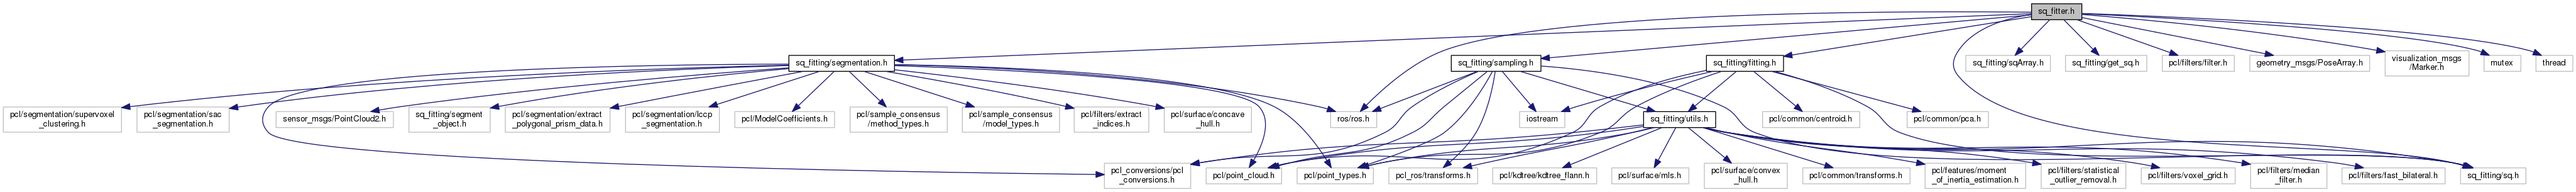 sq_fitter.h
sq_fitting/segmentation.h
sq_fitting/sampling.h
sq_fitting/fitting.h
sq_fitting/sqArray.h
sq_fitting/get_sq.h
pcl/filters/filter.h
geometry_msgs/PoseArray.h
visualization_msgs
/Marker.h
mutex
thread
pcl/segmentation/supervoxel
_clustering.h
pcl/segmentation/sac
_segmentation.h
sensor_msgs/PointCloud2.h
sq_fitting/segment
_object.h
pcl/segmentation/extract
_polygonal_prism_data.h
pcl/segmentation/lccp
_segmentation.h
pcl/ModelCoefficients.h
pcl/sample_consensus
/method_types.h
pcl/sample_consensus
/model_types.h
pcl/filters/extract
_indices.h
pcl/surface/concave
_hull.h
ros/ros.h
iostream
sq_fitting/utils.h
pcl/common/centroid.h
pcl/common/pca.h
pcl_conversions/pcl
_conversions.h
pcl/point_cloud.h
pcl/point_types.h
pcl_ros/transforms.h
pcl/kdtree/kdtree_flann.h
pcl/surface/mls.h
pcl/surface/convex
_hull.h
pcl/common/transforms.h
pcl/features/moment
_of_inertia_estimation.h
pcl/filters/statistical
_outlier_removal.h
pcl/filters/voxel_grid.h
pcl/filters/median
_filter.h
pcl/filters/fast_bilateral.h
sq_fitting/sq.h